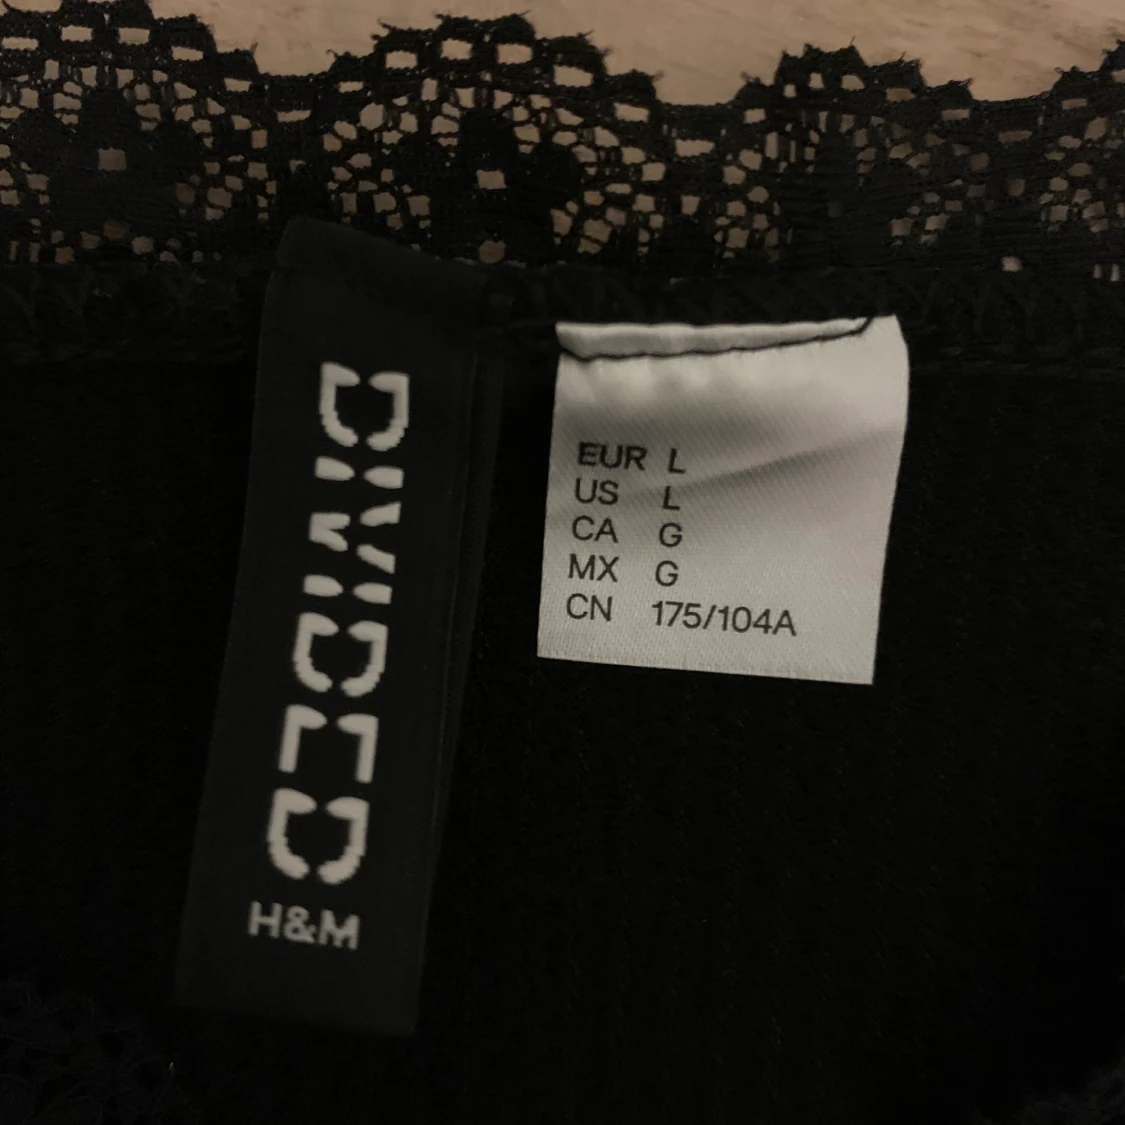 DIVIDED
H&M
EUR L
US L
CA G
MX G
CN 175/104A